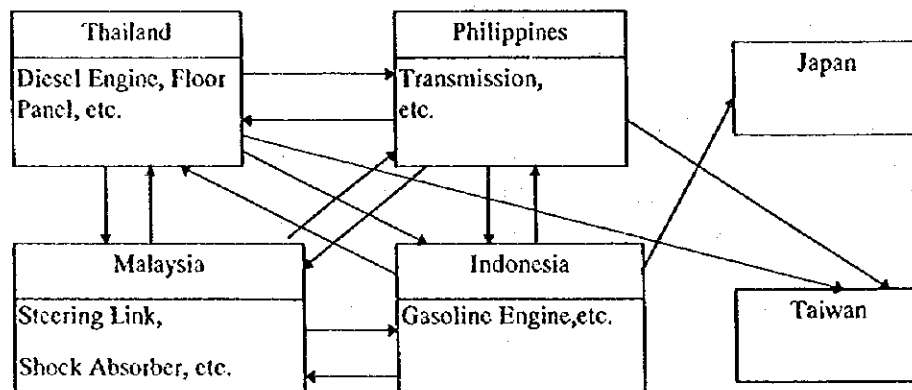 Thailand
Diesel Engine, Floor
Panel, etc.
Philippines
Transmission,
etc.
Japan
Malaysia
Steering Link,
Shock Absorber, etc.
Indonesia
Gasoline Engine,etc.
Taiwan